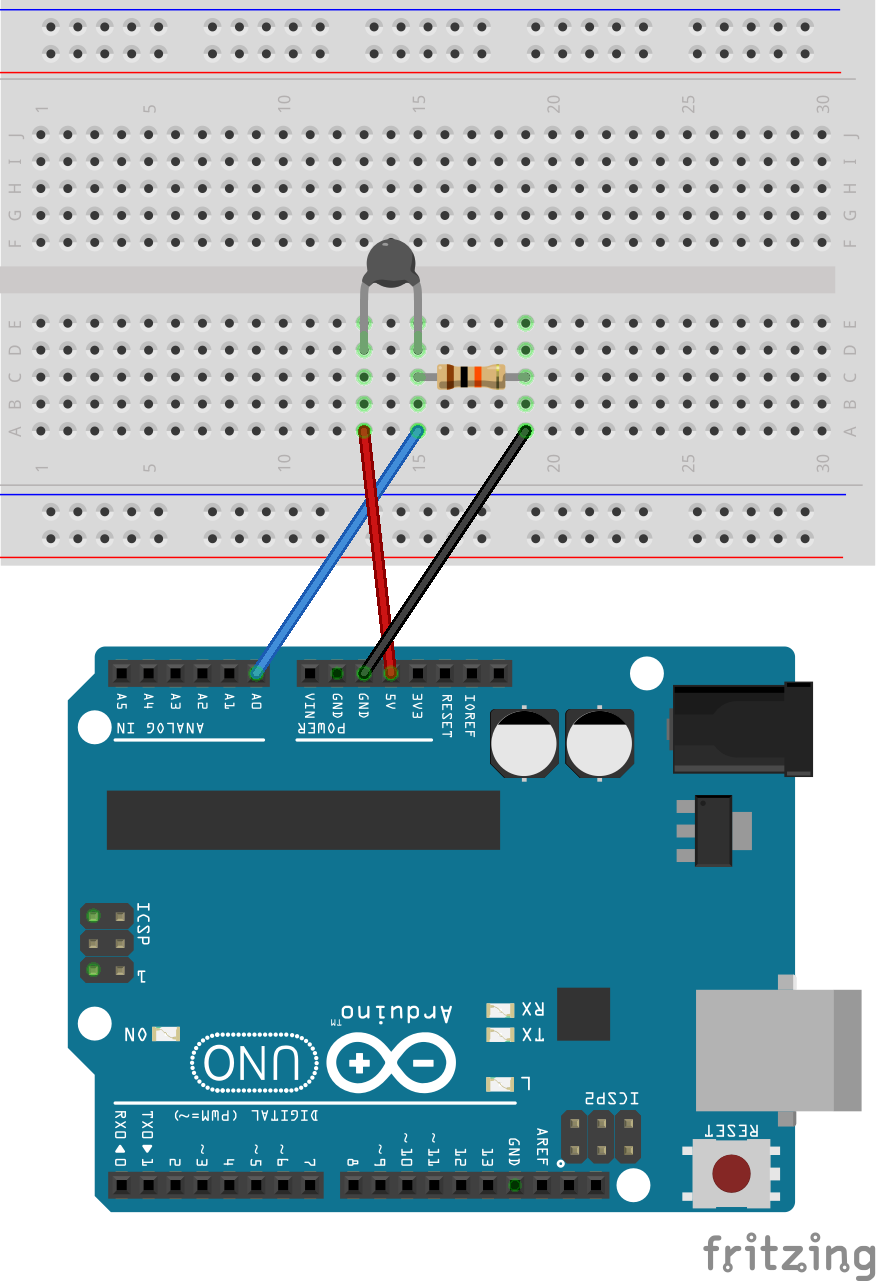 1 5 10 15 20 25 30
J J
I I
H H
G G
F F
E E
D D
C C
B B
A A
1 5 10 15 20 25 30
A5 A4 A3 A2 A1 A0 VIN GND GND 5V 3V3 RESET IOREF
ANALOG IN POWER
ICSP
1
Arduino™
RX
ON TX
UNO
L
ICSP2
DIGITAL (PWM=~)
RESET
RX0◀0 TX0▶1 2 ~3 4 ~5 ~6 7 8 ~9 ~10 ~11 12 13 GND AREF
fritzing